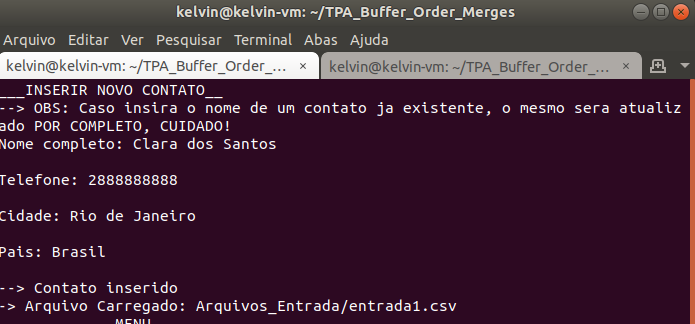 kelvin@kelvin-vm: ~/TPA_Buffer_Order_Merges
Arquivo Editar Ver Pesquisar Terminal Abas Ajuda
kelvin@kelvin-vm: ~/TPA_Buffer_Order_... × kelvin@kelvin-vm: ~/TPA_Buffer_Order_... ×
___INSERIR NOVO CONTATO__
--> OBS: Caso insira o nome de um contato ja existente, o mesmo sera atualiz
ado POR COMPLETO, CUIDADO!
Nome completo: Clara dos Santos
Telefone: 2888888888
Cidade: Rio de Janeiro
Pais: Brasil
--> Contato inserido
-> Arquivo Carregado: Arquivos_Entrada/entrada1.csv
MENU